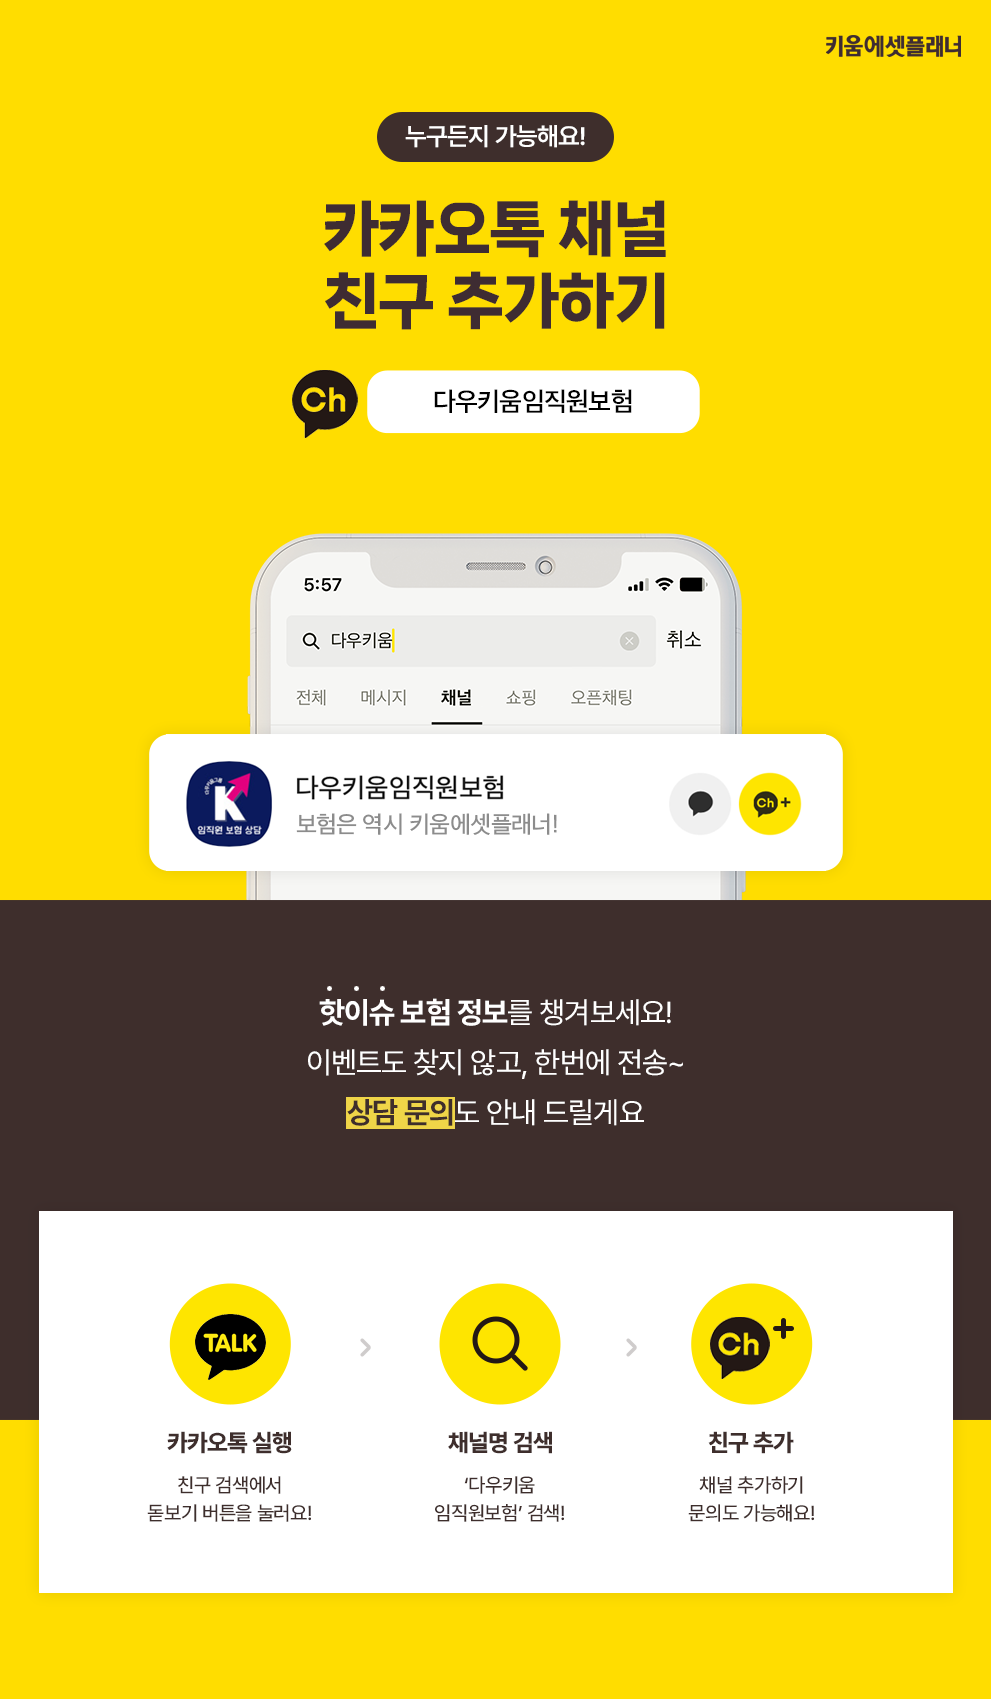 키움에셋플래너
누구든지 가능해요!
카카오톡 채널
친구 추가하기
Ch
다우키움임직원보험
5:57
다우키움
취소
전체 메시지 채널 쇼핑 오픈채팅
다우키움그룹
K
임직원 보험 상담
다우키움임직원보험
보험은 역시 키움에셋플래너!
Ch+
핫이슈 보험 정보를 챙겨보세요!
이벤트도 찾지 않고, 한번에 전송~
상담 문의도 안내 드릴게요
TALK
Ch+
카카오톡 실행
친구 검색에서
돋보기 버튼을 눌러요!
채널명 검색
‘다우키움
임직원보험’ 검색!
친구 추가
채널 추가하기
문의도 가능해요!